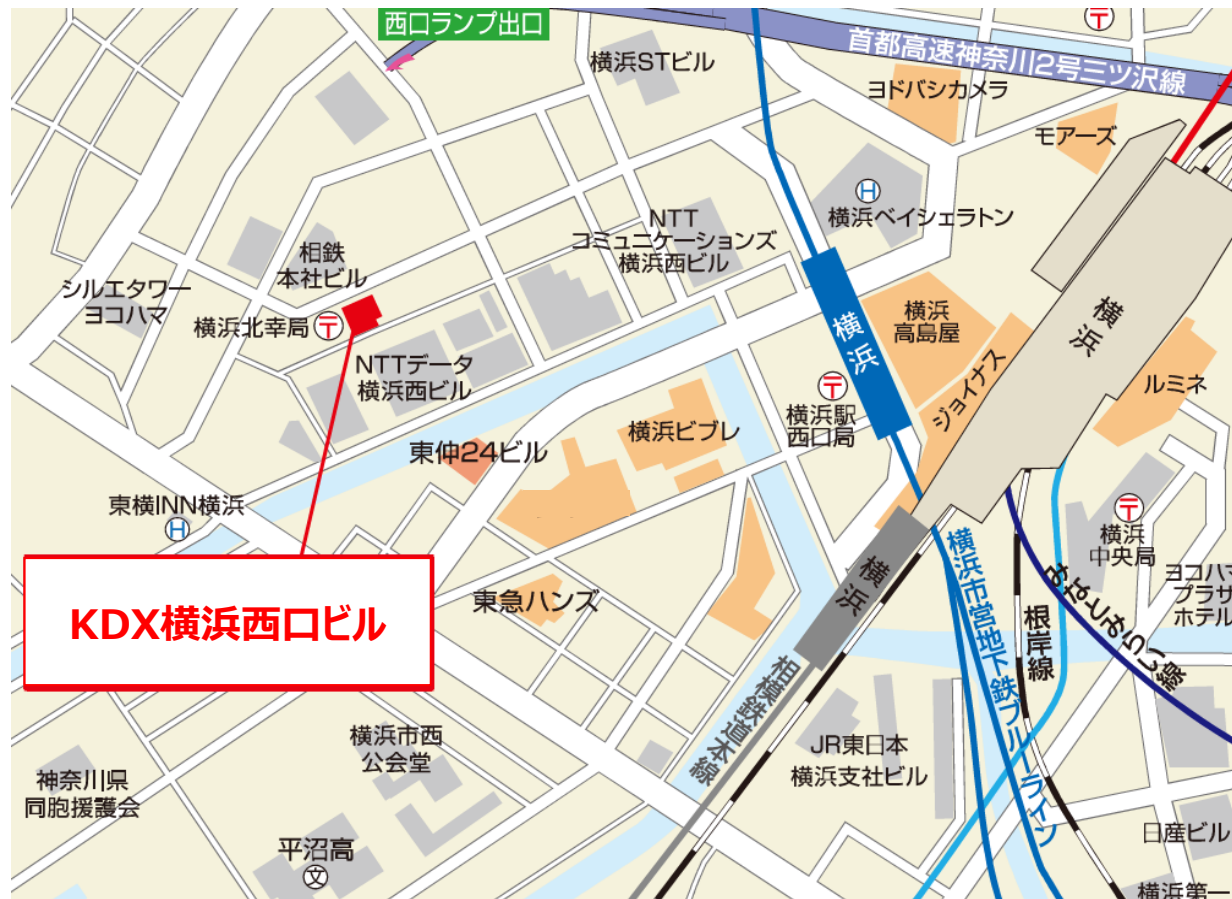 西口ランプ出口
首都高速神奈川2号三ツ沢線
横浜STビル
ヨドバシカメラ
モアーズ
横浜ベイシェラトン
NTT
コミュニケーションズ
横浜西ビル
相鉄
本社ビル
シルエタワー
ヨコハマ
横浜北幸局
NTTデータ
横浜西ビル
横浜
横浜
高島屋
ジョイナス
横浜
ルミネ
横浜駅
西口局
横浜ビブレ
東仲24ビル
東横INN横浜
東急ハンズ
横浜
横浜
中央局
ヨコハマ
プラザ
ホテル
KDX横浜西口ビル
横浜市営地下鉄ブルーライン
根岸線
みなとみらい線
相模鉄道本線
横浜市西
公会堂
JR東日本
横浜支社ビル
神奈川県
同胞援護会
平沼高
日産ビル
横浜第一